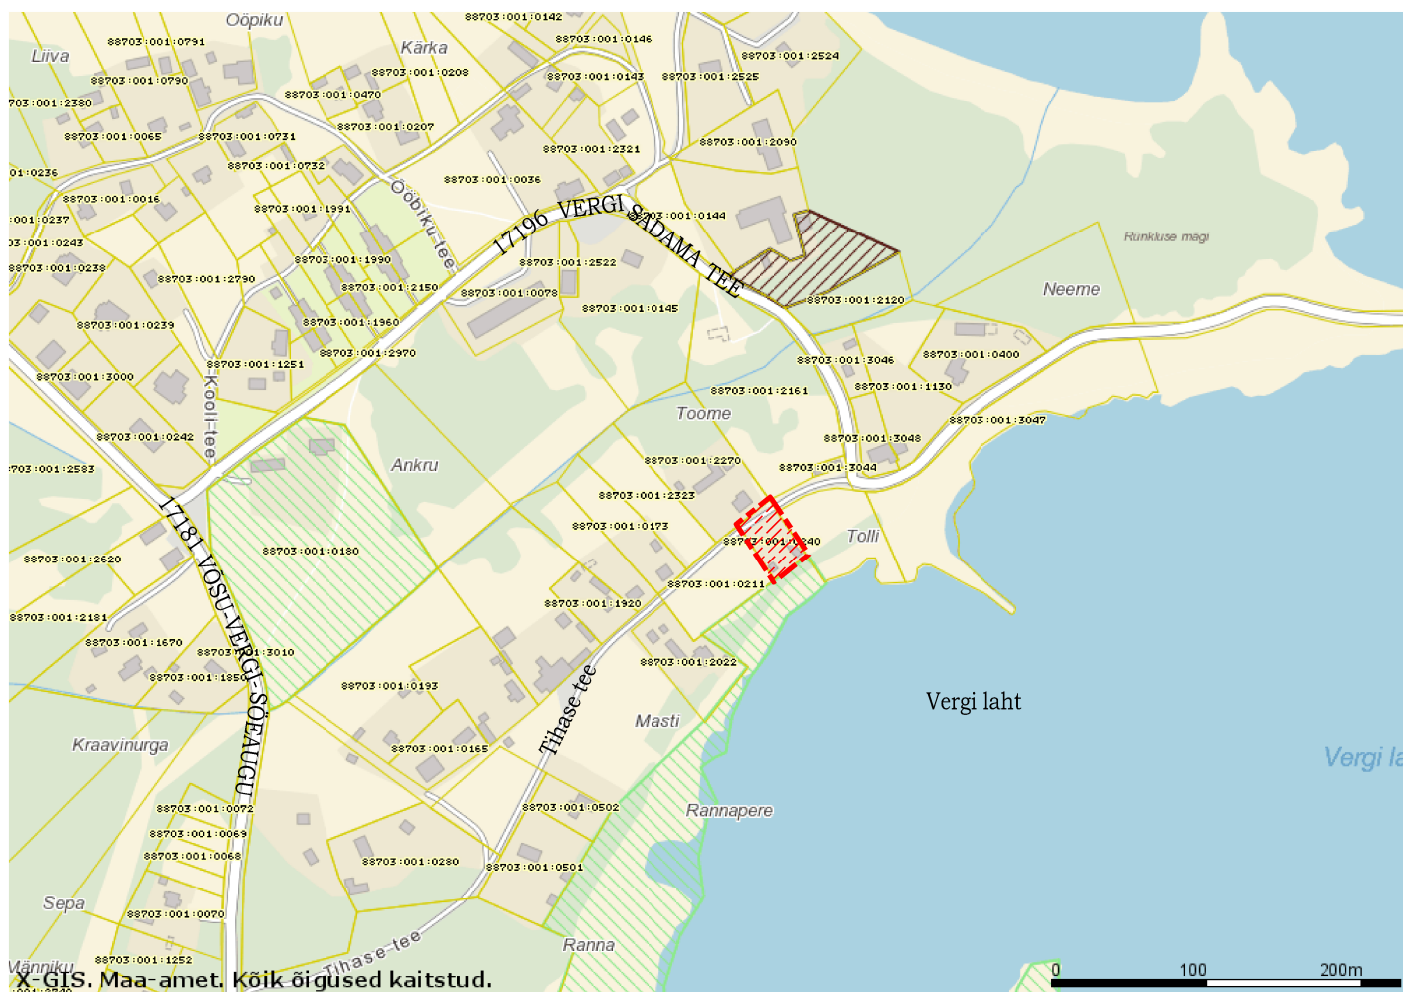 Ööpiku
88703:001:0142
88703:001:0791
88703:001:0146
Liiva
Kärka
88703:001:2524
88703:001:0208
88703:001:0143
88703:001:2525
88703:001:0790
88703:001:0470
703:001:2380
88703:001:0207
88703:001:0065
88703:001:0731
88703:001:2090
88703:001:2321
88703:001:0732
01:0236
88703:001:0036
Ööbiku-tee
88703:001:0016
88703:001:1991
001:0237
88703:001:0144
17196 VERGI SADAMA TEE
Runkluse mägi
03:001:0243
88703:001:0238
88703:001:1990
88703:001:2522
88703:001:2790
88703:001:2150
88703:001:0078
Neeme
88703:001:2120
88703:001:0145
88703:001:0239
88703:001:1960
88703:001:2970
88703:001:3046
88703:001:0400
88703:001:1251
88703:001:3000
88703:001:1130
88703:001:2161
Kooli-tee
Toome
88703:001:3047
88703:001:0242
88703:001:3048
88703:001:2583
Ankru
88703:001:2270
88703:001:3044
88703:001:2323
88703:001:0173
Tolli
88703:001:0240
88703:001:0180
88703:001:2620
88703:001:0211
88703:001:1920
17181 VÕSU-VERGI-SÕEAUGU
88703:001:2181
88703:001:1670
88703:001:3010
88703:001:2022
88703:001:1850
88703:001:0193
Tihase tee
Vergi laht
Masti
Kraavinurga
88703:001:0165
Vergi la
88703:001:0072
88703:001:0502
Rannapere
88703:001:0069
88703:001:0068
88703:001:0280
88703:001:0501
Sepa
88703:001:0070
Ranna
Tihase-tee
88703:001:1252
Männiku
X-GIS. Maa-amet. Kõik õigused kaitstud.
0 100 200m